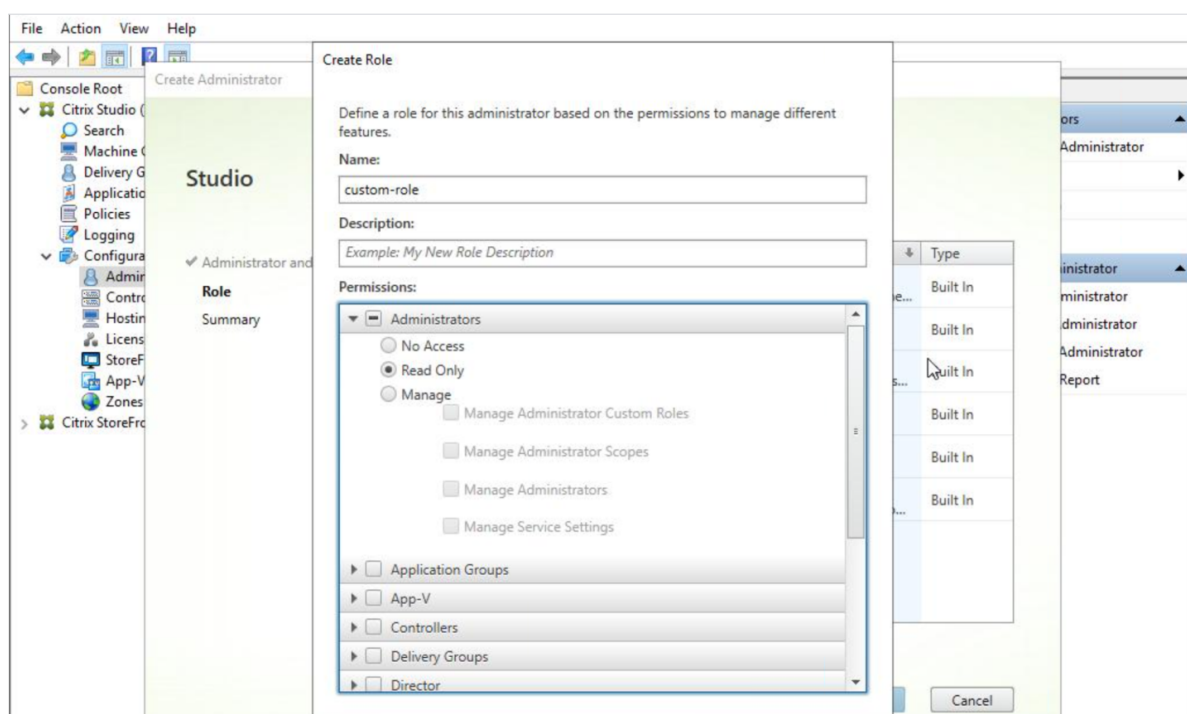 File Action View Help
Console Root
Citrix Studio (
Search
Machine
Delivery G
Applicatio
Policies
Logging
Configura
Admir
Contro
Hostin
Licens
StoreF
App-V
Zones
Citrix StoreFro
Create Administrator
Studio
Administrator and
Role
Summary
Create Role
Define a role for this administrator based on the permissions to manage different
features.
Name:
custom-role
Description:
Example: My New Role Description
Permissions:
Administrators
No Access
Read Only
Manage
Manage Administrator Custom Roles
Manage Administrator Scopes
Manage Administrators
Manage Service Settings
Application Groups
App-V
Controllers
Delivery Groups
Director
Type
e...
Built In
Built In
s...
Built In
Built In
Built In
Built In
Cancel
ors
Administrator
inistrator
ministrator
dministrator
Administrator
Report